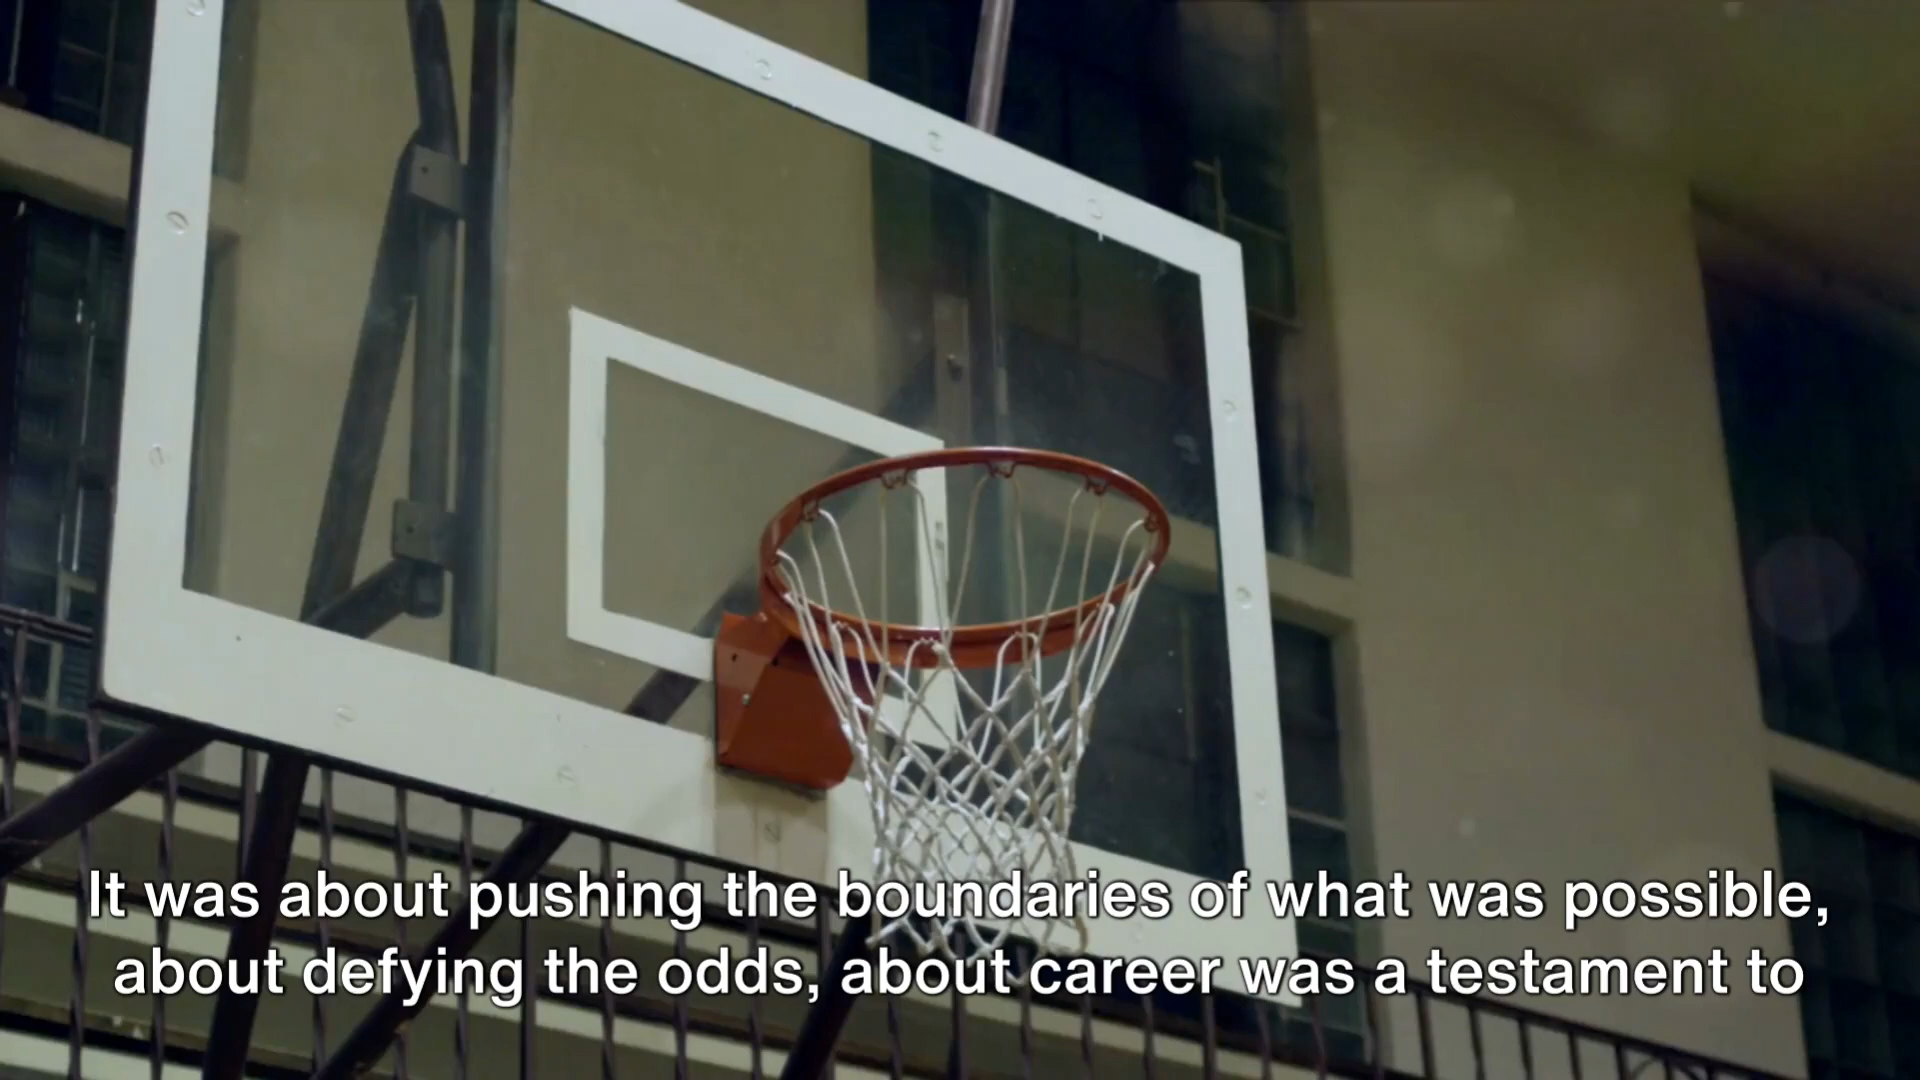 It was about pushing the boundaries of what was possible,
about defying the odds, about career was a testament to